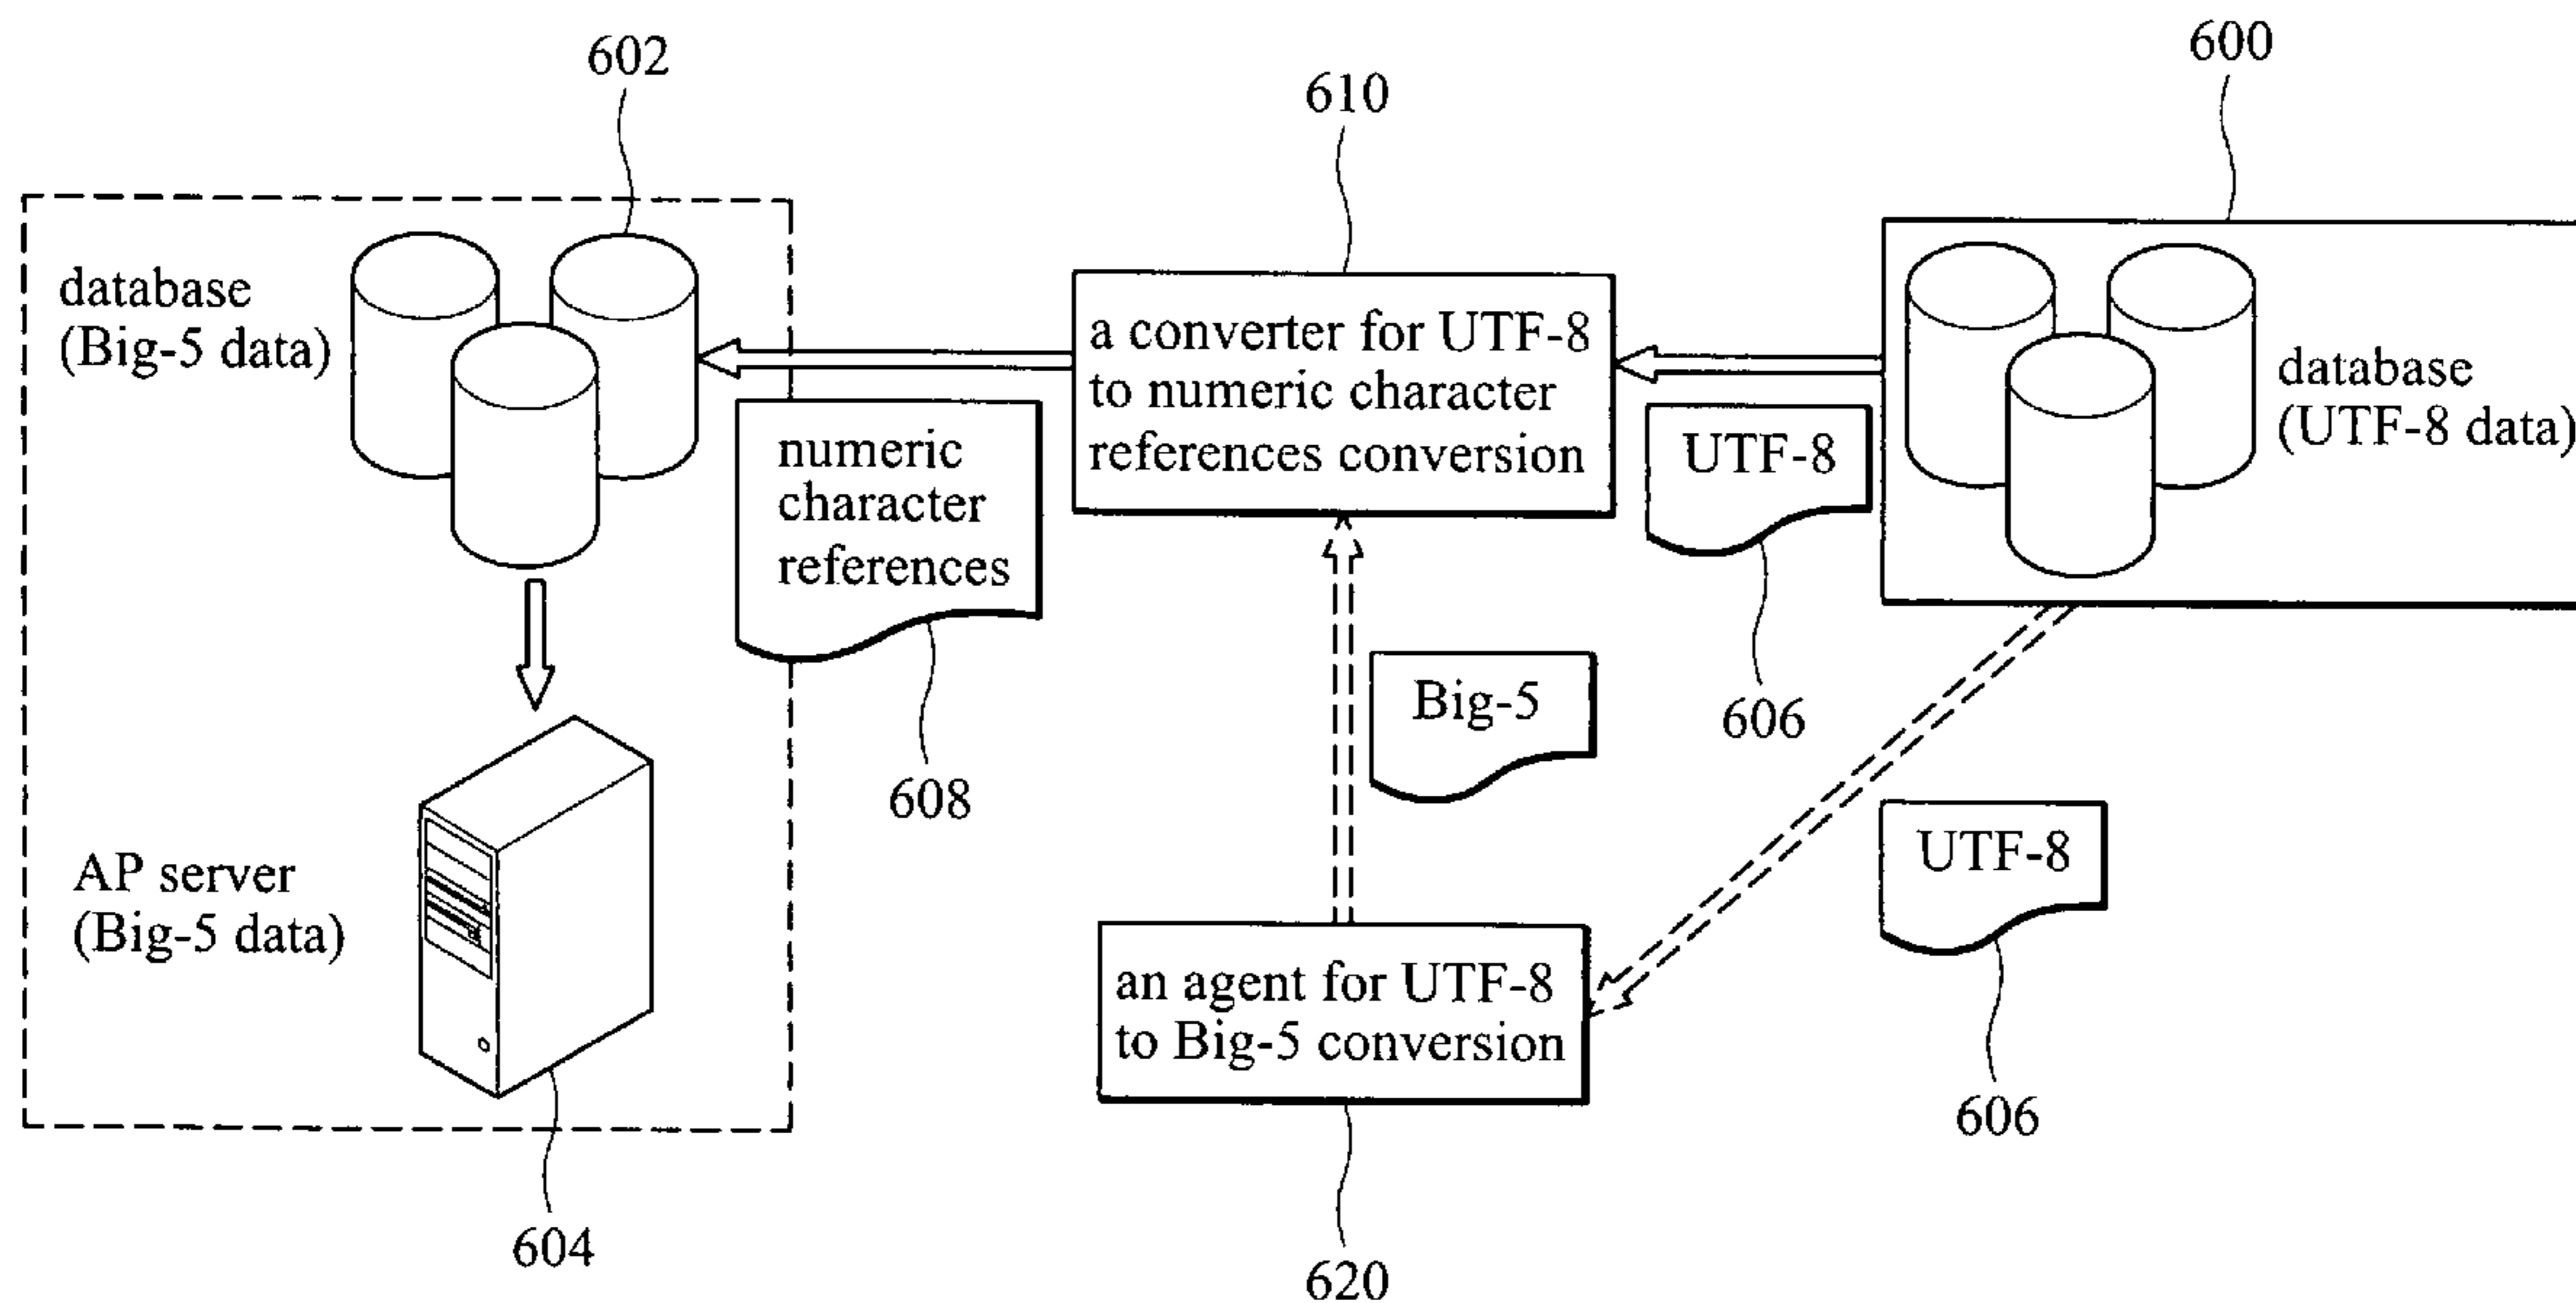 602
610
600
database
(Big-5 data)
a converter for UTF-8
to numeric character
references conversion
database
(UTF-8 data)
UTF-8
numeric
character
references
606
Big-5
608
UTF-8
AP server
(Big-5 data)
an agent for UTF-8
to Big-5 conversion
606
604
620